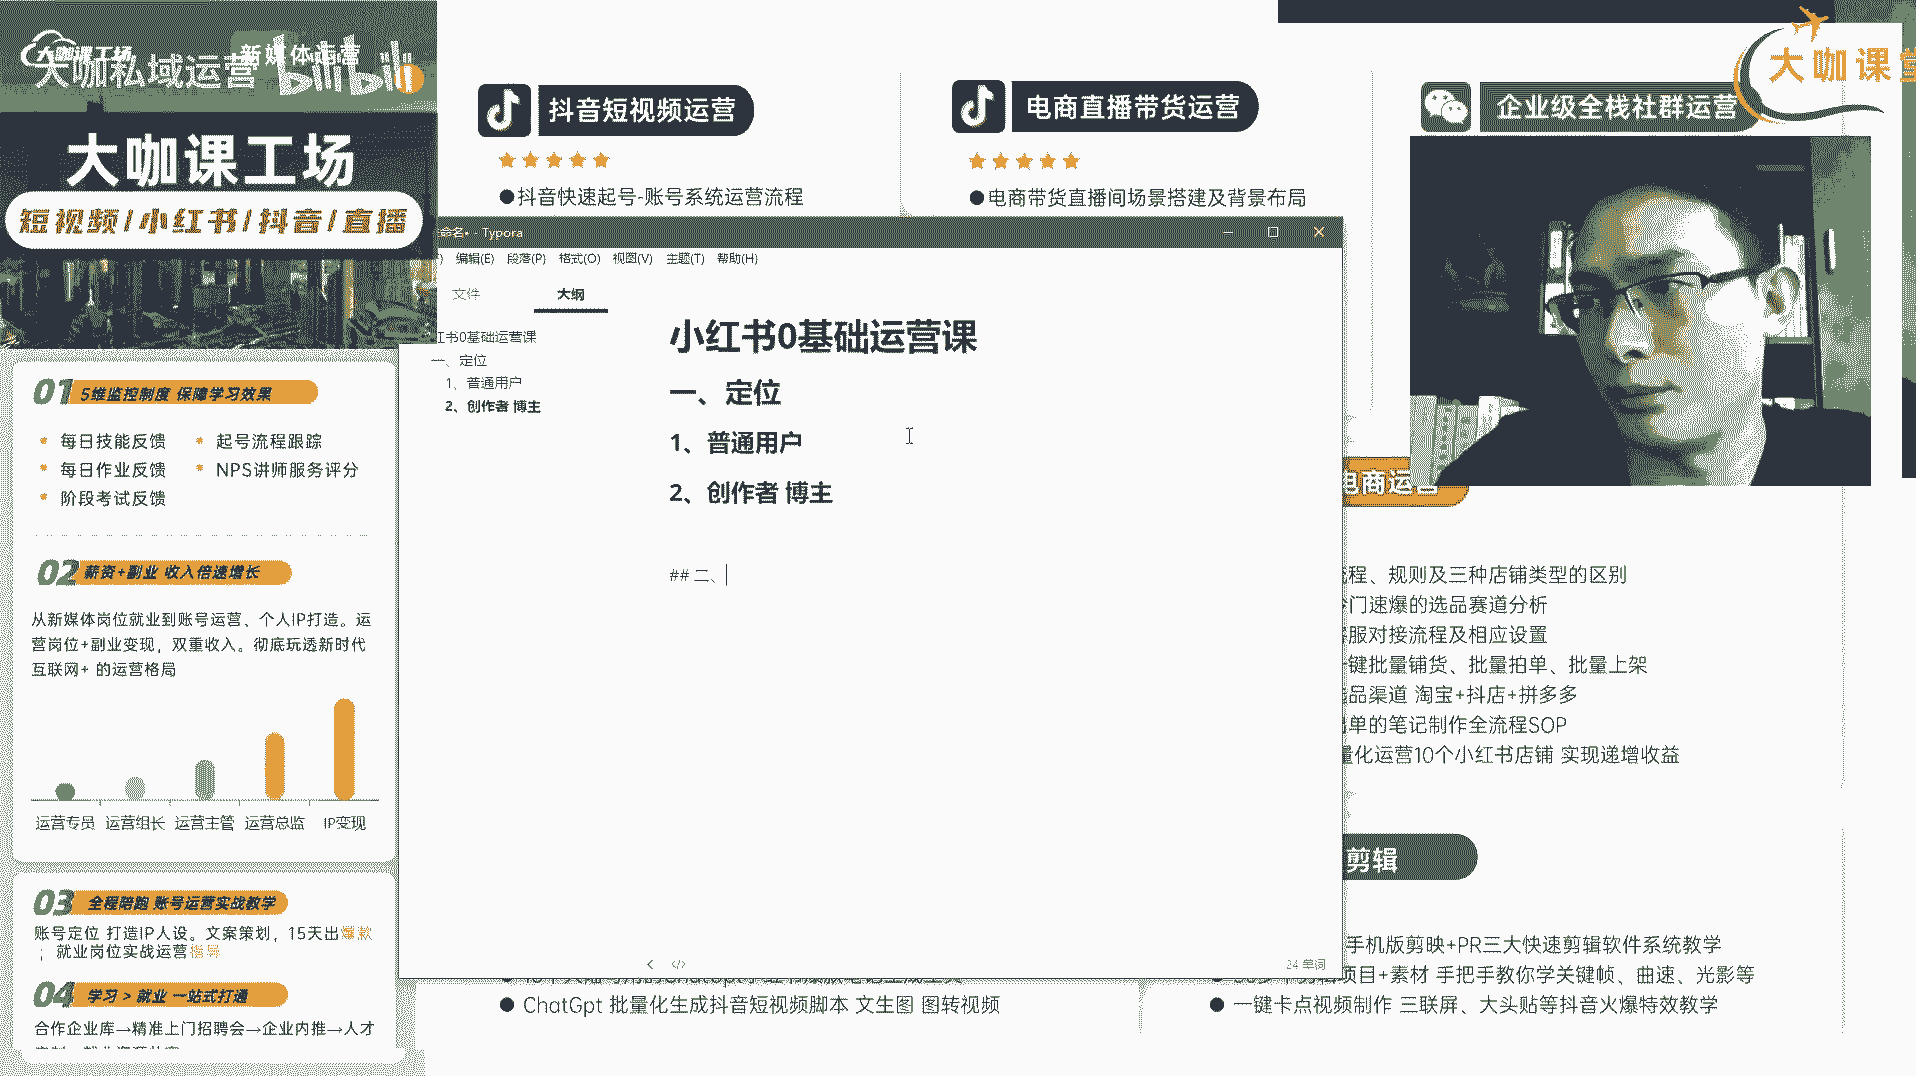 大咖私域运营
大咖课工场
新媒体运营
bilibili
大咖课工场
短视频/小红书/抖音/直播
01 5维监控制度 保障学习效果
每日技能反馈
起号流程跟踪
每日作业反馈
NPS讲师服务评分
阶段考试反馈
02 薪资+副业 收入倍速增长
从新媒体岗位就业到账号运营、个人IP打造。运
营岗位+副业变现，双重收入。彻底玩透新时代
互联网+ 的运营格局
运营专员 运营组长 运营主管 运营总监 IP变现
03 全程陪跑 账号运营实战教学
账号定位 打造IP人设。文案策划，15天出爆款
；就业岗位实战运营指导
04 学习 > 就业 一站式打通
合作企业库→精准上门招聘会→企业内推→人才
抖音短视频运营
●抖音快速起号-账号系统运营流程
电商直播带货运营
●电商带货直播间场景搭建及背景布局
企业级全栈社群运营
大咖课堂
命名• - Typora
编辑(E) 段落(P) 格式(O) 视图(V) 主题(T) 帮助(H)
文件 大纲
红书0基础运营课
一、定位
1、普通用户
2、创作者 博主
小红书0基础运营课
一、定位
1、普通用户
2、创作者 博主
## 二、
24 单词
电商运营
流程、规则及三种店铺类型的区别
门速爆的选品赛道分析
服对接流程及相应设置
键批量铺货、批量拍单、批量上架
品渠道 淘宝+抖店+拼多多
单的笔记制作全流程SOP
量化运营10个小红书店铺 实现递增收益
剪辑
手机版剪映+PR三大快速剪辑软件系统教学
项目+素材 手把手教你学关键帧、曲速、光影等
● 一键卡点视频制作 三联屏、大头贴等抖音火爆特效教学
● ChatGpt 批量化生成抖音短视频脚本 文生图 图转视频